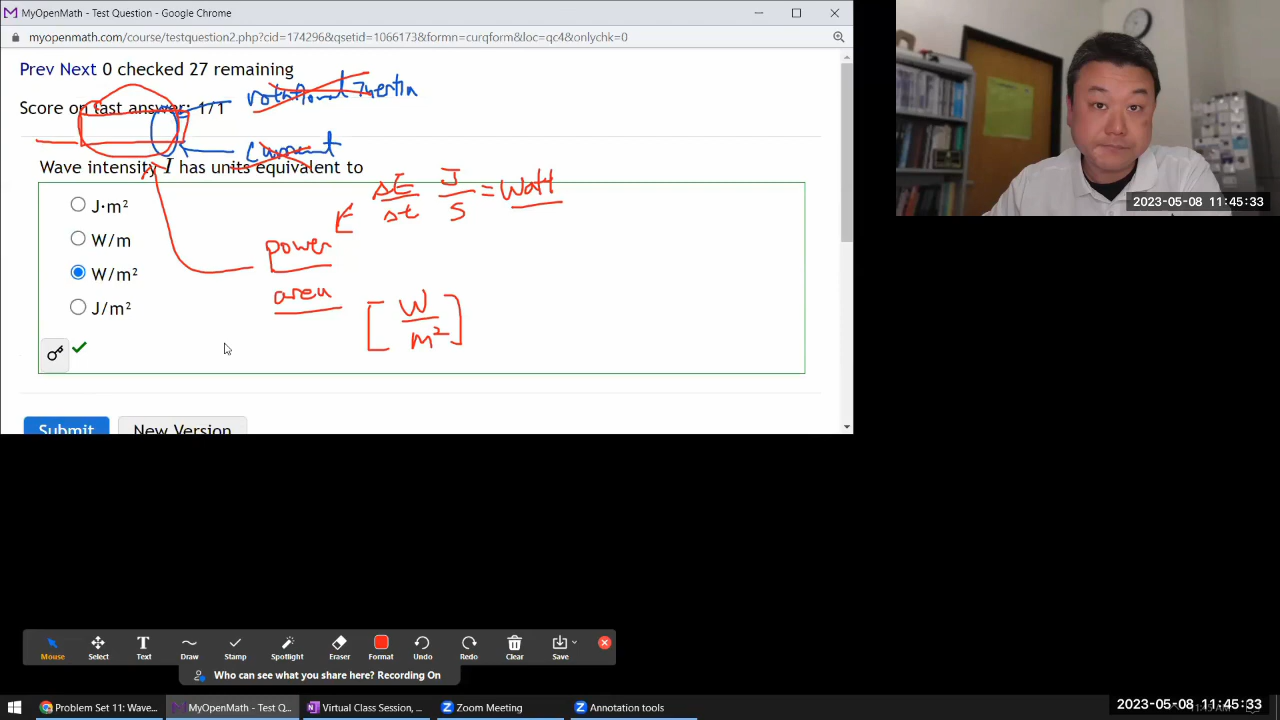 MyOpenMath - Test Question - Google Chrome
myopenmath.com/course/testquestion2.php?cid=174296&qsetid=1066173&formn=curqform&loc=qc4&onlychk=0
Prev Next 0 checked 27 remaining
rotational Inertia
Score on last answer: 1/1
current
Wave intensity I has units equivalent to
ΔE/Δt J/S = Watt
J·m²
power
W/m
W/m²
area
[W/m²]
J/m²
Submit New Version
2023-05-08 11:45:33
Mouse Select Text Draw Stamp Spotlight Eraser Format Undo Redo Clear Save
Who can see what you share here? Recording On
Problem Set 11: Wave... MyOpenMath - Test Q... Virtual Class Session, ... Zoom Meeting Annotation tools
2023-05-08 11:45:33